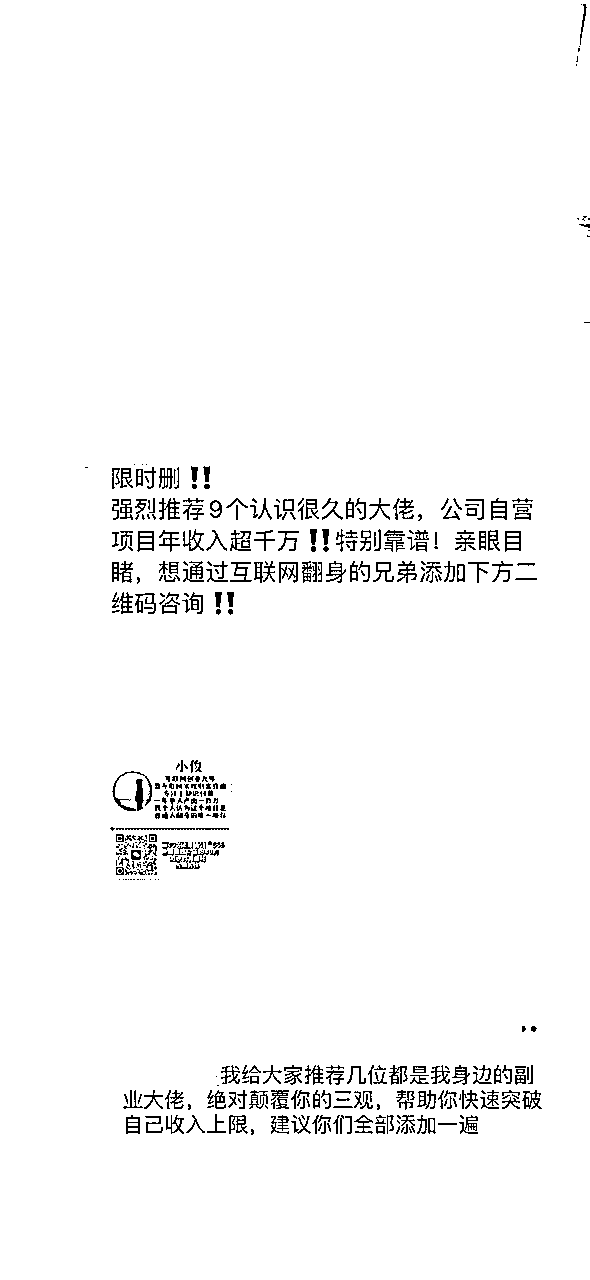 限时删‼️
强烈推荐9个认识很久的大佬，公司自营
项目年收入超千万‼️特别靠谱！亲眼目
睹，想通过互联网翻身的兄弟添加下方二
维码咨询‼️
小俊
我给大家推荐几位都是我身边的副
业大佬，绝对颠覆你的三观，帮助你快速突破
自己收入上限，建议你们全部添加一遍